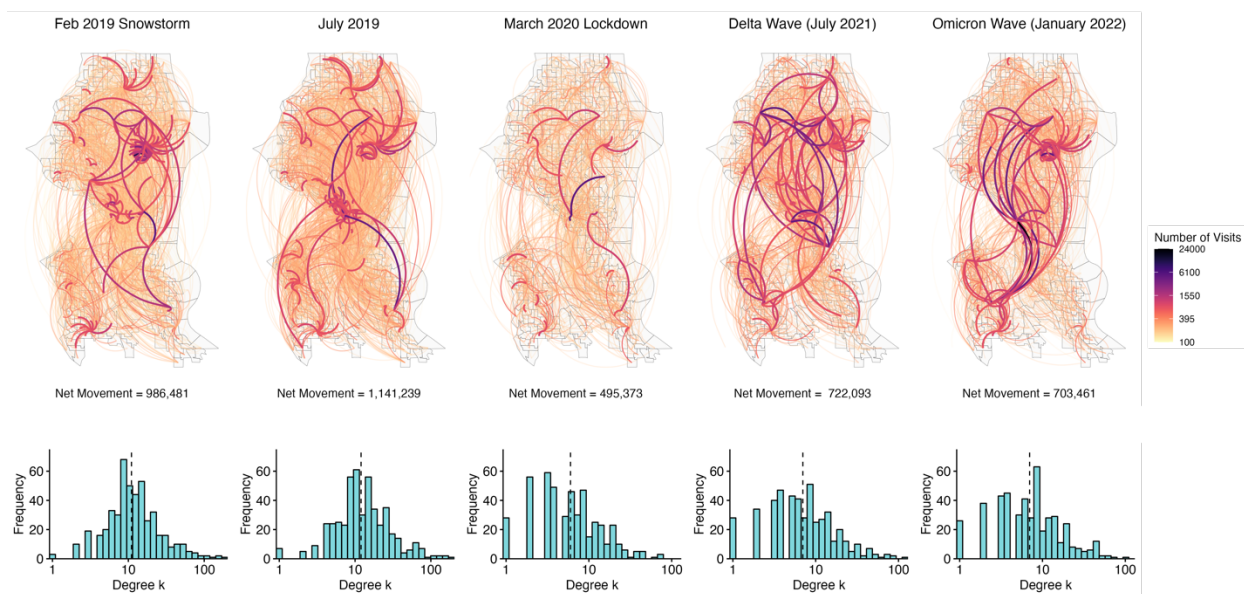 Feb 2019 Snowstorm
July 2019
March 2020 Lockdown
Delta Wave (July 2021)
Omicron Wave (January 2022)
Number of Visits
24000
6100
1550
395
100
Net Movement = 986,481
Net Movement = 1,141,239
Net Movement = 495,373
Net Movement = 722,093
Net Movement = 703,461
Frequency
60
40
20
0
1
10
100
Degree k
Frequency
60
40
20
0
1
10
100
Degree k
Frequency
60
40
20
0
1
10
100
Degree k
Frequency
60
40
20
0
1
10
100
Degree k
Frequency
60
40
20
0
1
10
100
Degree k